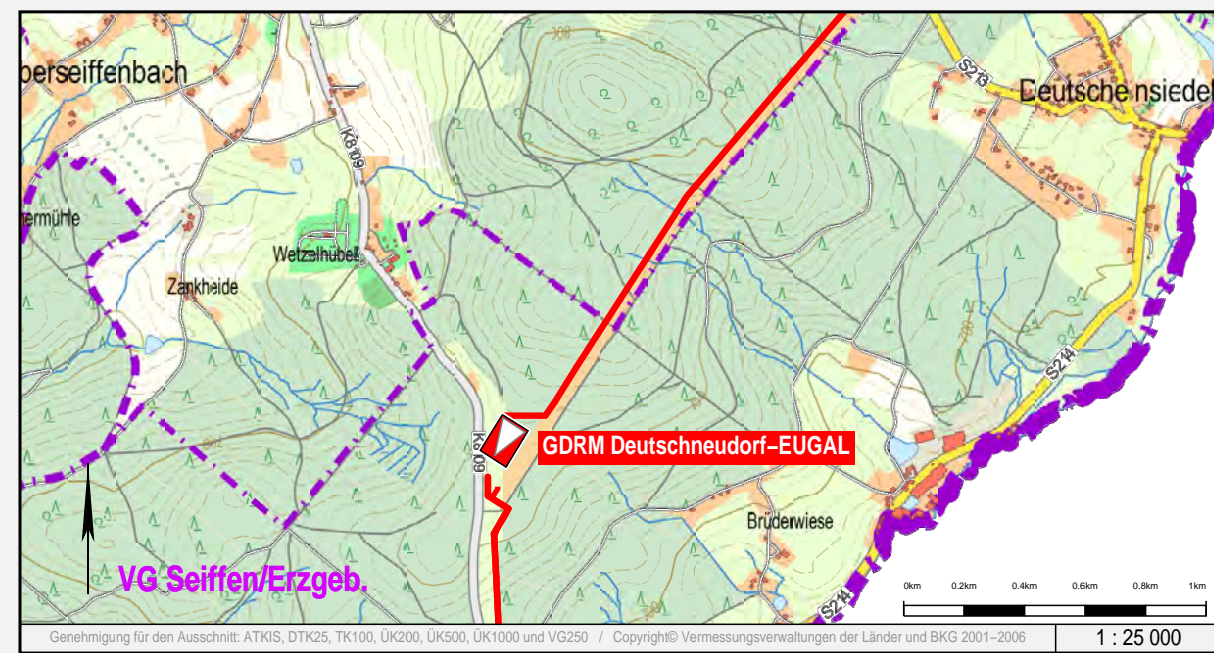 berseiffenbach
S213
Deutscheinsiedel
K8109
ermühle
Wetzelhübel
Zankheide
S214
K8109
GDRM Deutschneudorf–EUGAL
Brüderwiese
VG Seiffen/Erzgeb.
S214
0km 0.2km 0.4km 0.6km 0.8km 1km
Genehmigung für den Ausschnitt: ATKIS, DTK25, TK100, ÜK200, ÜK500, ÜK1000 und VG250 / Copyright© Vermessungsverwaltungen der Länder und BKG 2001–2006
1 : 25 000